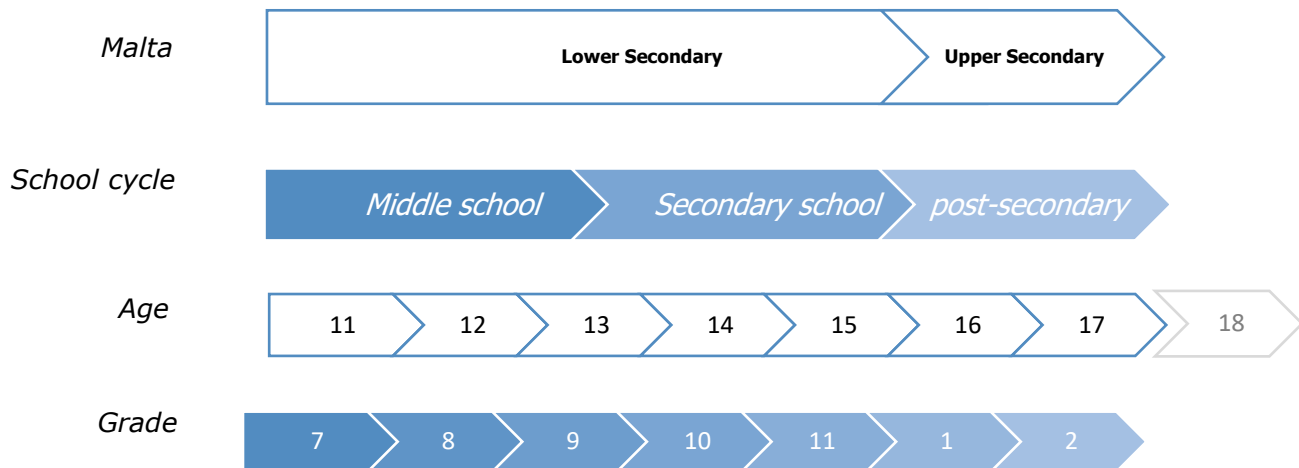 Malta
Lower Secondary
Upper Secondary
School cycle
Middle school
Secondary school
post-secondary
Age
11
12
13
14
15
16
17
18
Grade
7
8
9
10
11
1
2